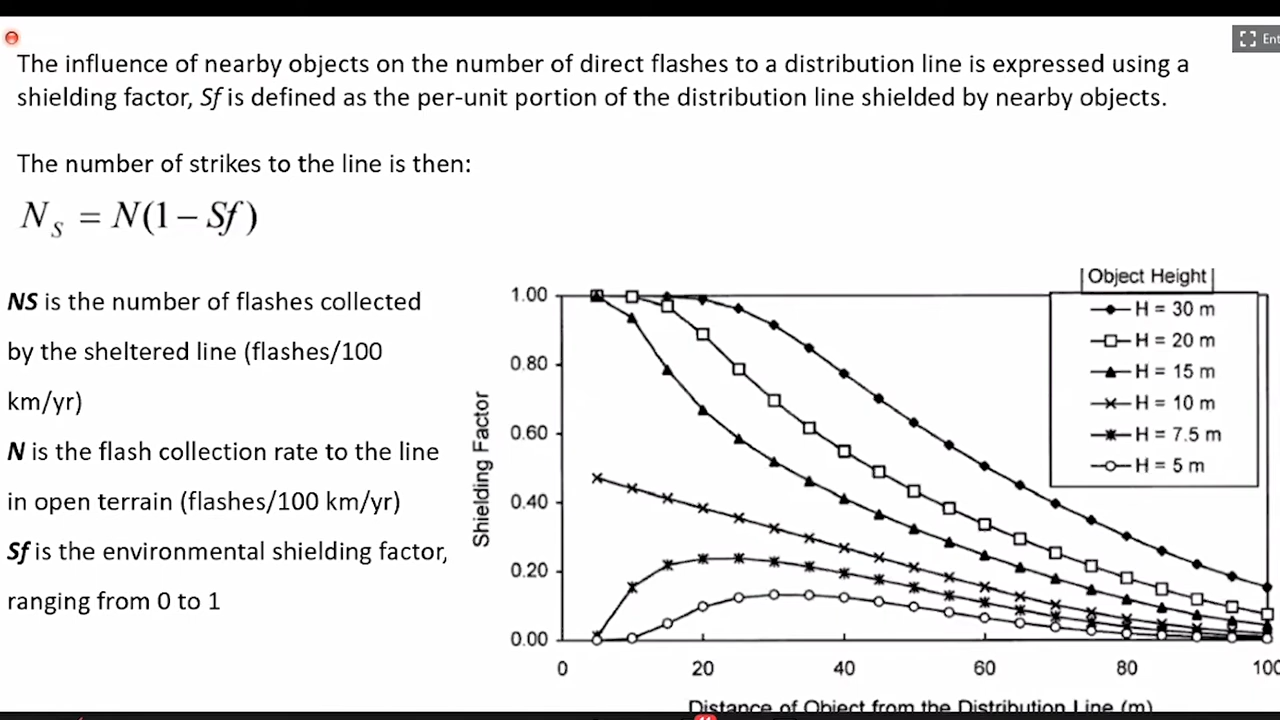 Ent
The influence of nearby objects on the number of direct flashes to a distribution line is expressed using a
shielding factor, Sf is defined as the per-unit portion of the distribution line shielded by nearby objects.
The number of strikes to the line is then:
N_S = N(1 − Sf)
NS is the number of flashes collected
by the sheltered line (flashes/100
km/yr)
N is the flash collection rate to the line
in open terrain (flashes/100 km/yr)
Sf is the environmental shielding factor,
ranging from 0 to 1
Object Height
H = 30 m
H = 20 m
H = 15 m
H = 10 m
H = 7.5 m
H = 5 m
Shielding Factor
1.00
0.80
0.60
0.40
0.20
0.00
0 20 40 60 80 100
Distance of Object from the Distribution Line (m)